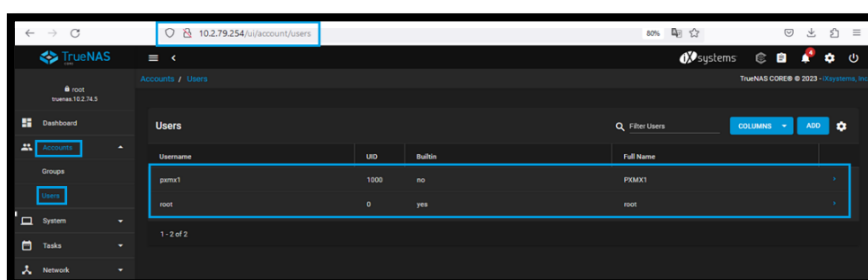 10.2.79.254/ui/account/users
80%
TrueNAS
CORE
systems
root
truenas.10.2.74.5
Accounts / Users
TrueNAS CORE® © 2023 - iXsystems, Inc
Dashboard
Accounts
Groups
Users
System
Tasks
Network
Users
Filter Users
COLUMNS
ADD
Username UID Builtin Full Name
pxmx1 1000 no PXMX1
root 0 yes root
1 - 2 of 2